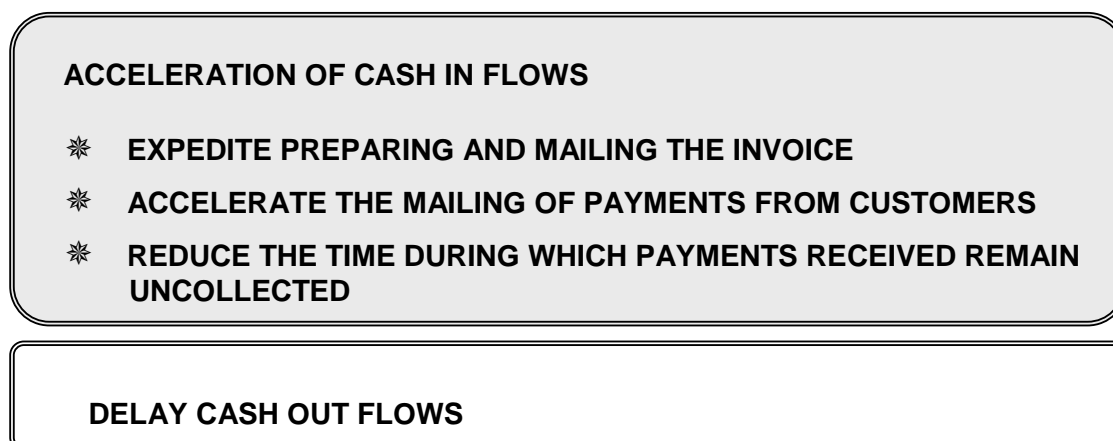 ACCELERATION OF CASH IN FLOWS
✵ EXPEDITE PREPARING AND MAILING THE INVOICE
✵ ACCELERATE THE MAILING OF PAYMENTS FROM CUSTOMERS
✵ REDUCE THE TIME DURING WHICH PAYMENTS RECEIVED REMAIN
UNCOLLECTED
DELAY CASH OUT FLOWS